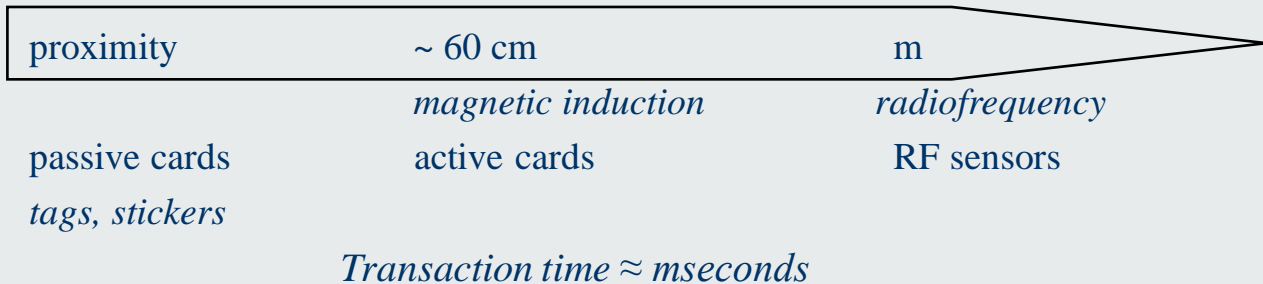 proximity ~ 60 cm m
magnetic induction radiofrequency
passive cards active cards RF sensors
tags, stickers
Transaction time ≈ mseconds